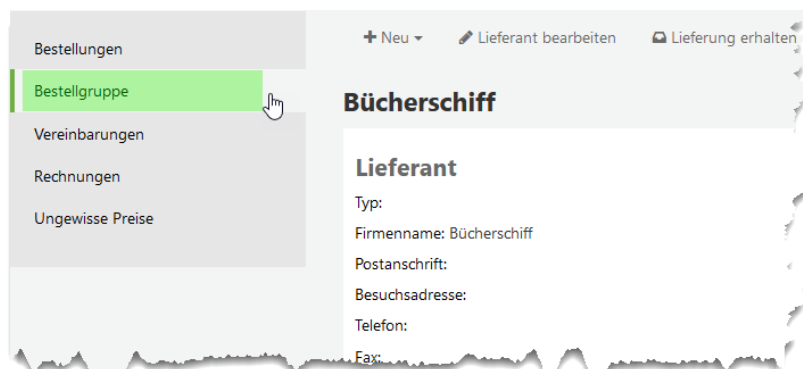 Bestellungen
Bestellgruppe
Vereinbarungen
Rechnungen
Ungewisse Preise
Neu
Lieferant bearbeiten
Lieferung erhalten
Bücherschiff
Lieferant
Typ:
Firmenname: Bücherschiff
Postanschrift:
Besuchsadresse:
Telefon:
Fax: